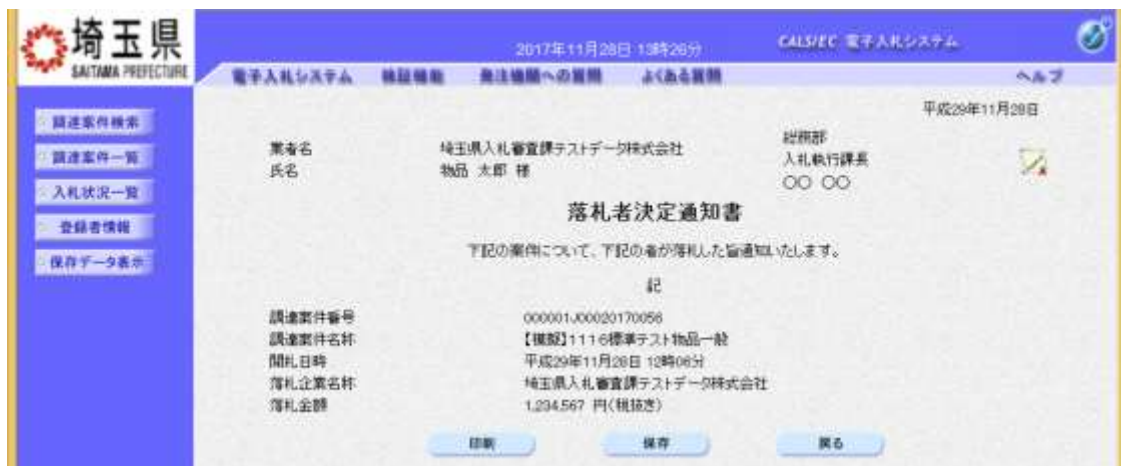 埼玉県
SAITAMA PREFECTURE
2017年11月28日 13時26分
CALS/EC 電子入札システム
電子入札システム 検証機能 発注機関への質問 よくある質問 ヘルプ
調達案件検索
調達案件一覧
入札状況一覧
登録者情報
保存データ表示
平成29年11月28日
業者名 埼玉県入札審査課テストデータ株式会社
氏名 物品 太郎 様
総務部
入札執行課長
〇〇 〇〇
落札者決定通知書
下記の案件について、下記の者が落札した旨通知いたします。
記
調達案件番号 000001J00020170056
調達案件名称 【模擬】1116標準テスト物品一般
開札日時 平成29年11月28日 12時06分
落札企業名称 埼玉県入札審査課テストデータ株式会社
落札金額 1,234,567 円(税抜き)
印刷 保存 戻る